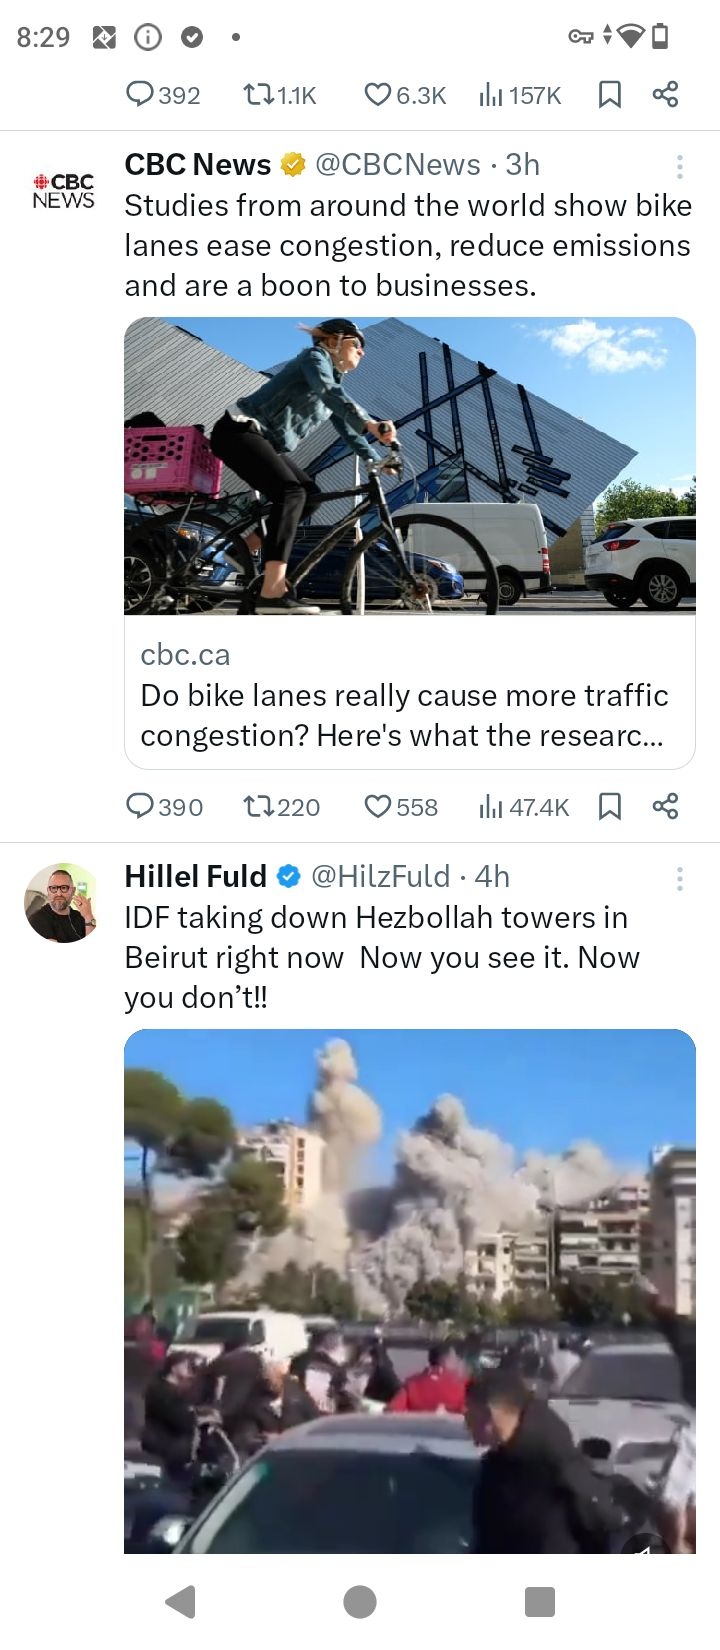 8:29
392 1.1K 6.3K 157K
CBC News @CBCNews · 3h
CBC
NEWS
Studies from around the world show bike
lanes ease congestion, reduce emissions
and are a boon to businesses.
cbc.ca
Do bike lanes really cause more traffic
congestion? Here's what the researc...
390 220 558 47.4K
Hillel Fuld @HilzFuld · 4h
IDF taking down Hezbollah towers in
Beirut right now  Now you see it. Now
you don’t!!